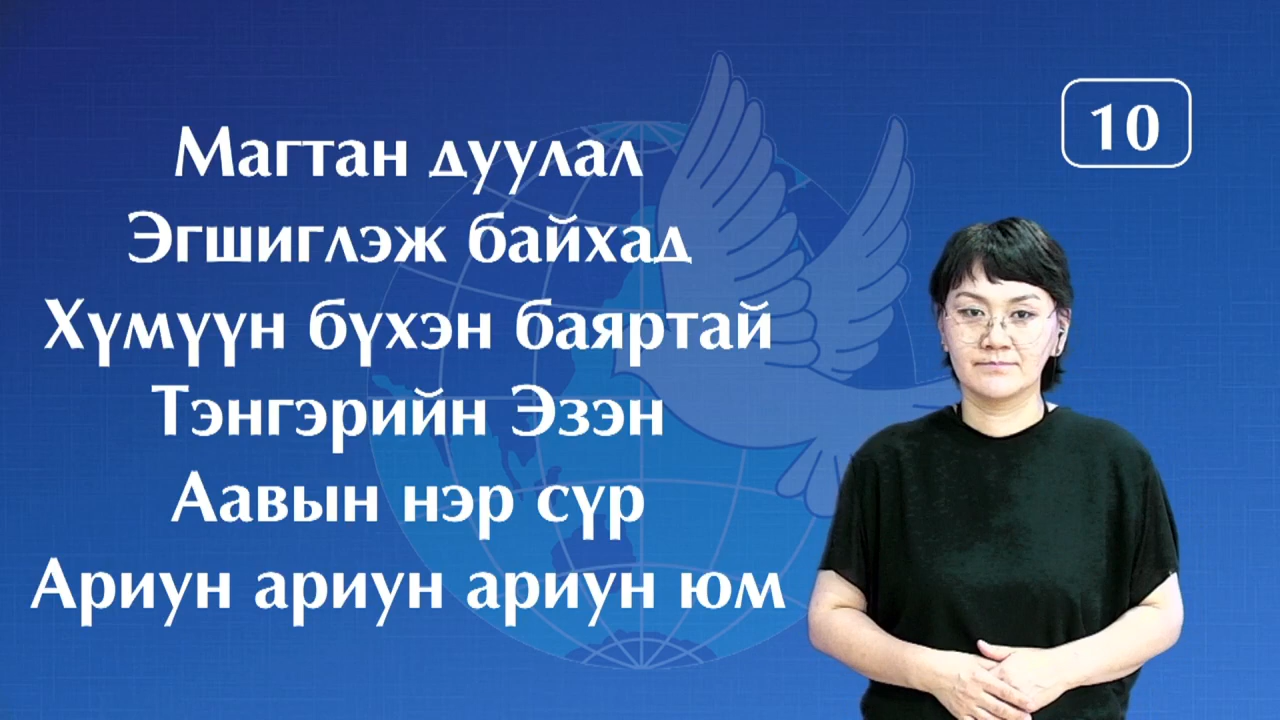 Магтан дуулал
Эгшиглэж байхад
Хүмүүн бүхэн баяртай
Тэнгэрийн Эзэн
Аавын нэр сүр
Ариун ариун ариун юм
10